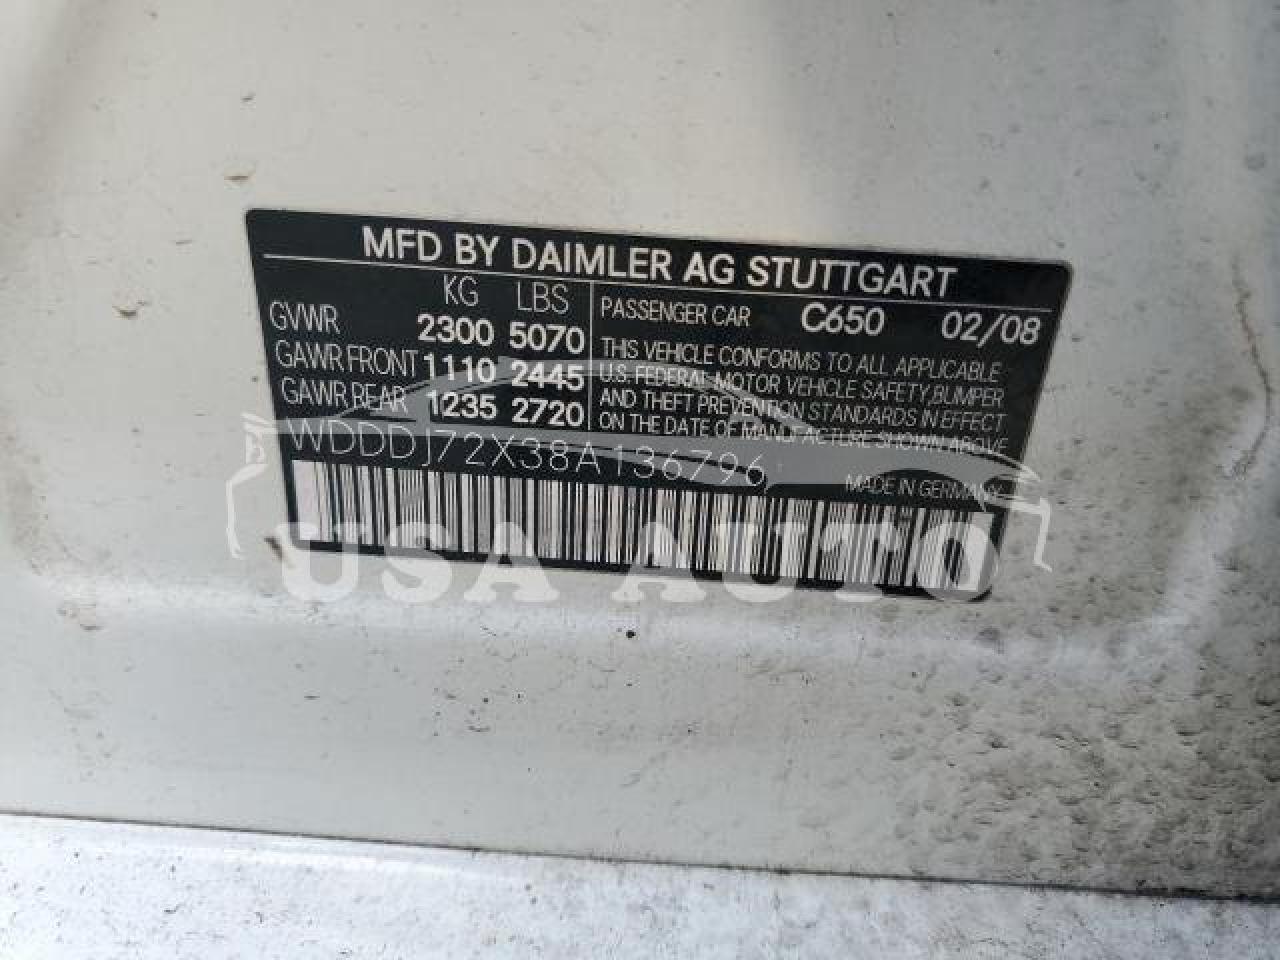 MFD BY DAIMLER AG STUTTGART
KG LBS
GVWR 2300 5070
GAWR FRONT 1110 2445
GAWR REAR 1235 2720
PASSENGER CAR C650 02/08
THIS VEHICLE CONFORMS TO ALL APPLICABLE
U.S. FEDERAL MOTOR VEHICLE SAFETY, BUMPER
AND THEFT PREVENTION STANDARDS IN EFFECT
ON THE DATE OF MANUFACTURE SHOWN ABOVE
WDDDJ72X38A136796
MADE IN GERMANY
USA AUTO